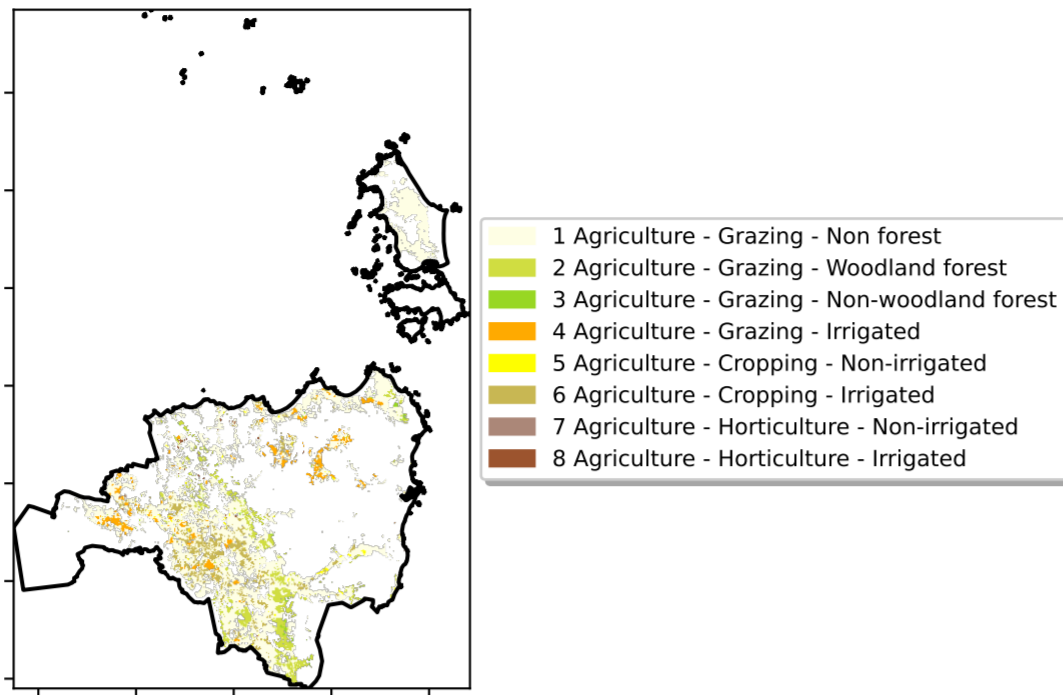 1 Agriculture - Grazing - Non forest
2 Agriculture - Grazing - Woodland forest
3 Agriculture - Grazing - Non-woodland forest
4 Agriculture - Grazing - Irrigated
5 Agriculture - Cropping - Non-irrigated
6 Agriculture - Cropping - Irrigated
7 Agriculture - Horticulture - Non-irrigated
8 Agriculture - Horticulture - Irrigated